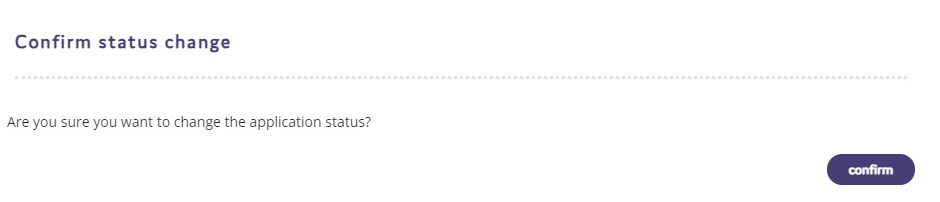 Confirm status change
Are you sure you want to change the application status?
confirm